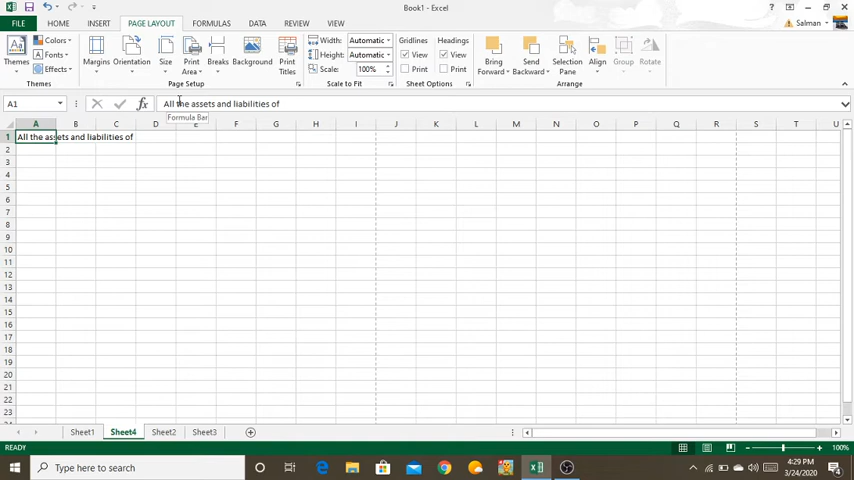 Book1 - Excel
FILE HOME INSERT PAGE LAYOUT FORMULAS DATA REVIEW VIEW Salman
Colors
Fonts
Effects
Themes
Margins Orientation Size Print Area Breaks Background Print Titles
Width: Automatic
Height: Automatic
Scale: 100%
Gridlines Headings
View View
Print Print
Bring Forward Send Backward Selection Pane Align Group Rotate
Themes Page Setup Scale to Fit Sheet Options Arrange
A1 fx All the assets and liabilities of
Formula Bar
A B C D E F G H I J K L M N O P Q R S T U
1 All the assets and liabilities of
2
3
4
5
6
7
8
9
10
11
12
13
14
15
16
17
18
19
20
21
22
23
Sheet1 Sheet4 Sheet2 Sheet3
READY 100%
Type here to search
4:29 PM
3/24/2020
4